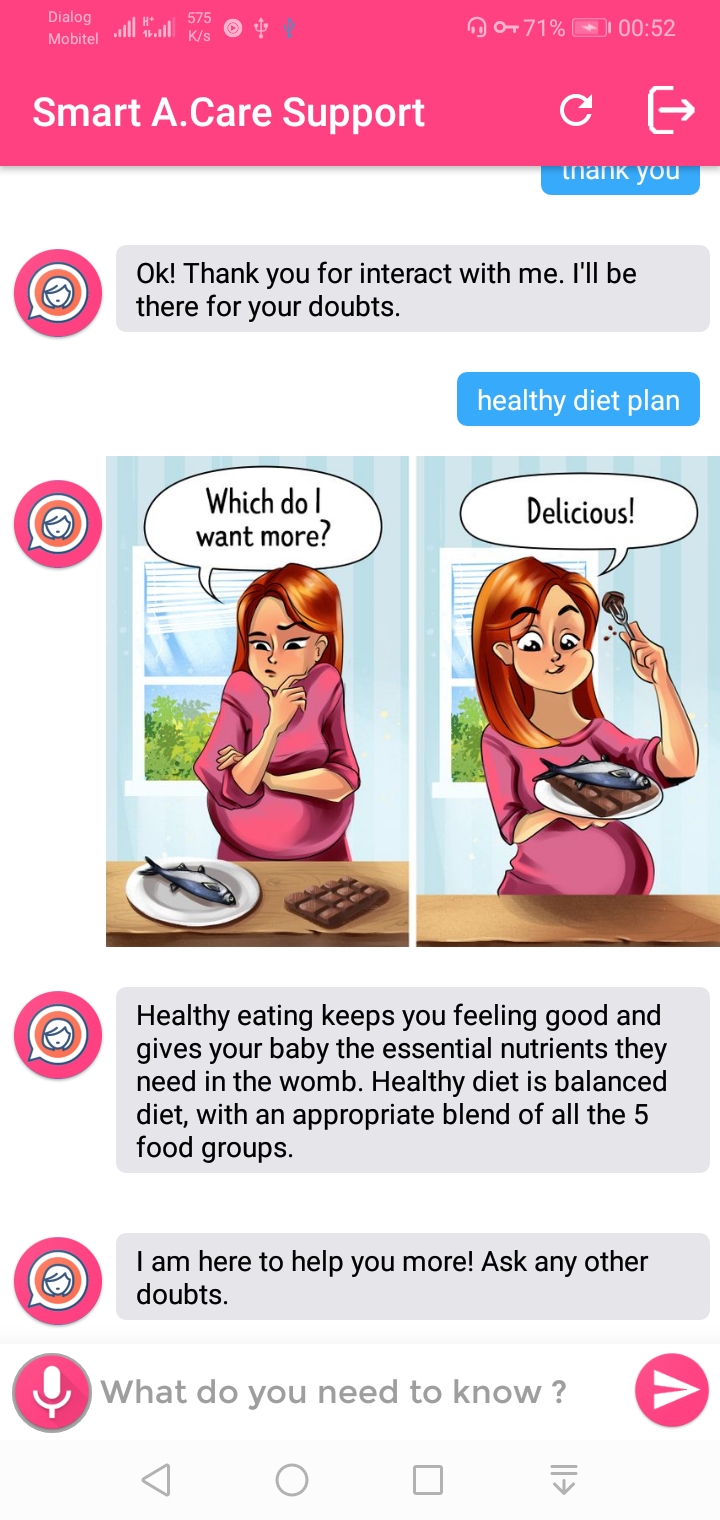 Dialog
Mobitel
H+
575
K/s
71%
00:52
Smart A.Care Support
thank you
Ok! Thank you for interact with me. I'll be
there for your doubts.
healthy diet plan
Which do I
want more?
Delicious!
Healthy eating keeps you feeling good and
gives your baby the essential nutrients they
need in the womb. Healthy diet is balanced
diet, with an appropriate blend of all the 5
food groups.
I am here to help you more! Ask any other
doubts.
What do you need to know ?